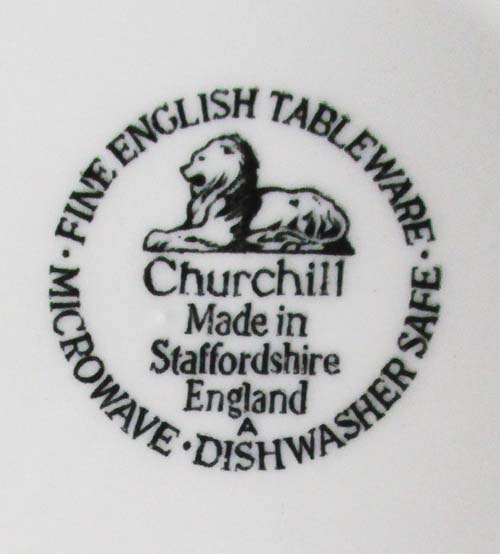 · FINE ENGLISH TABLEWARE ·
Churchill
Made in
Staffordshire
England
A
MICROWAVE · DISHWASHER SAFE